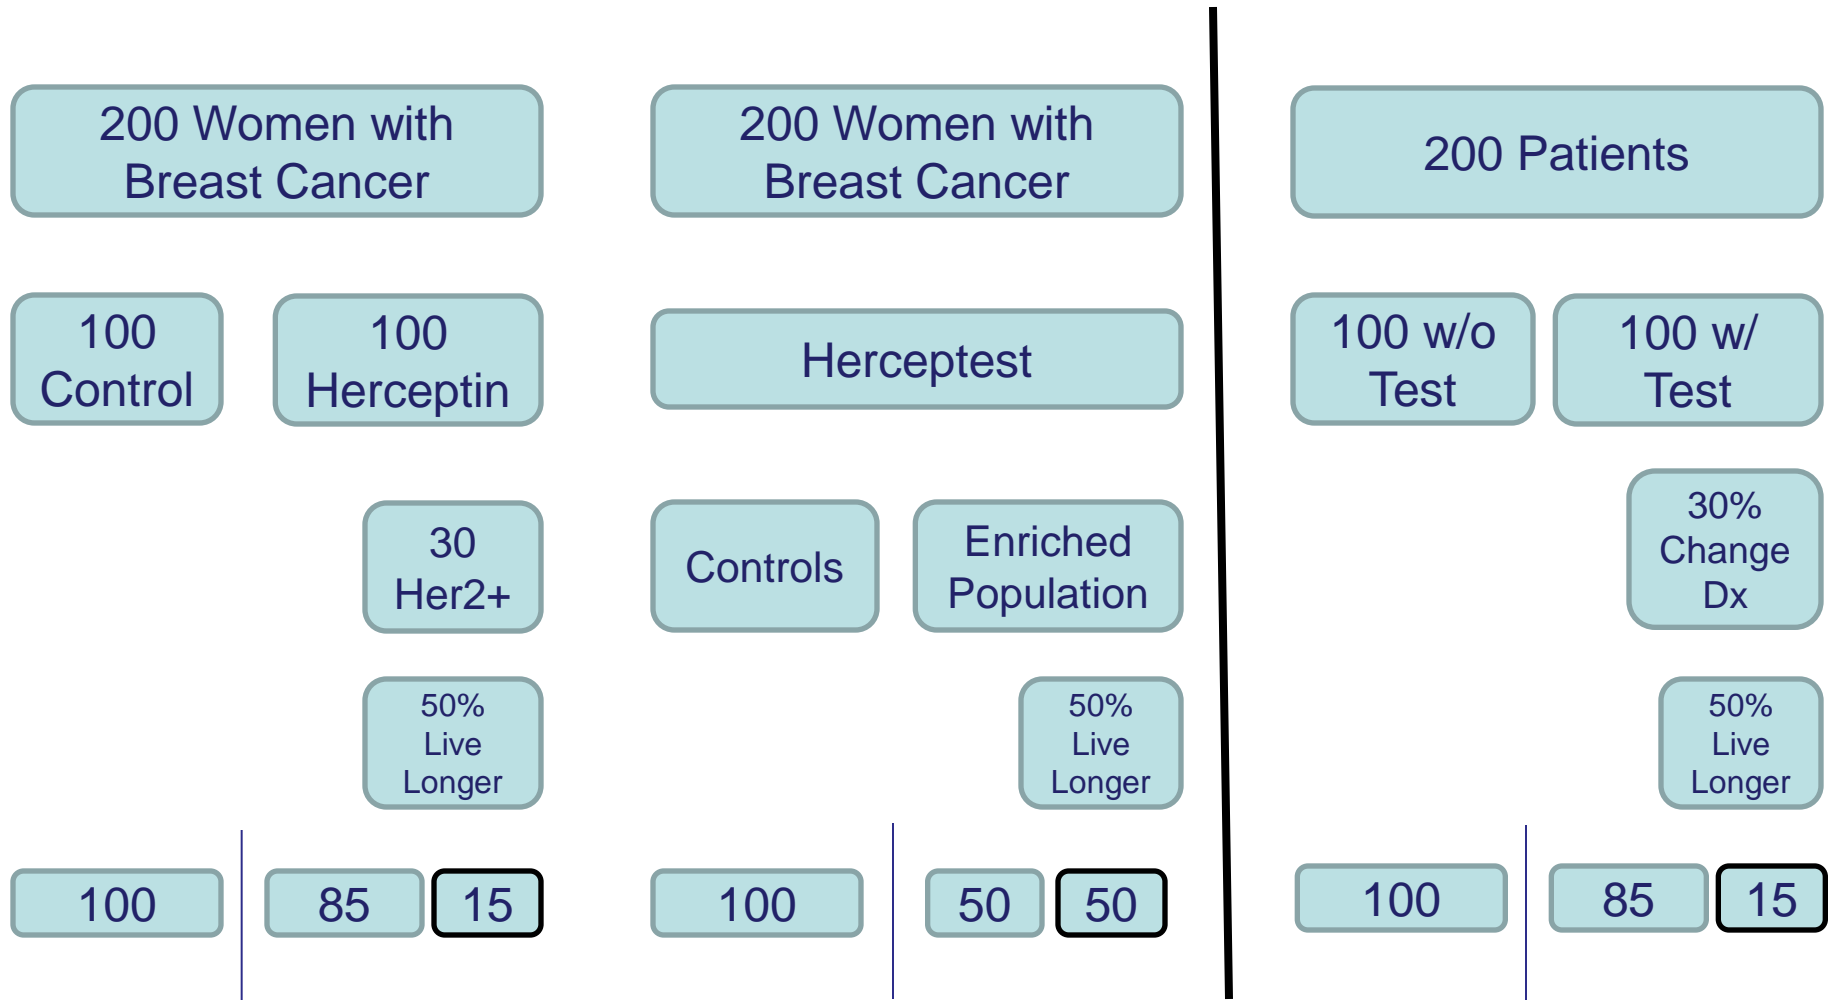 200 Women with
Breast Cancer
100
Control
100
Herceptin
30
Her2+
50%
Live
Longer
100
85
15
200 Women with
Breast Cancer
Herceptest
Controls
Enriched
Population
50%
Live
Longer
100
50
50
200 Patients
100 w/o
Test
100 w/
Test
30%
Change
Dx
50%
Live
Longer
100
85
15